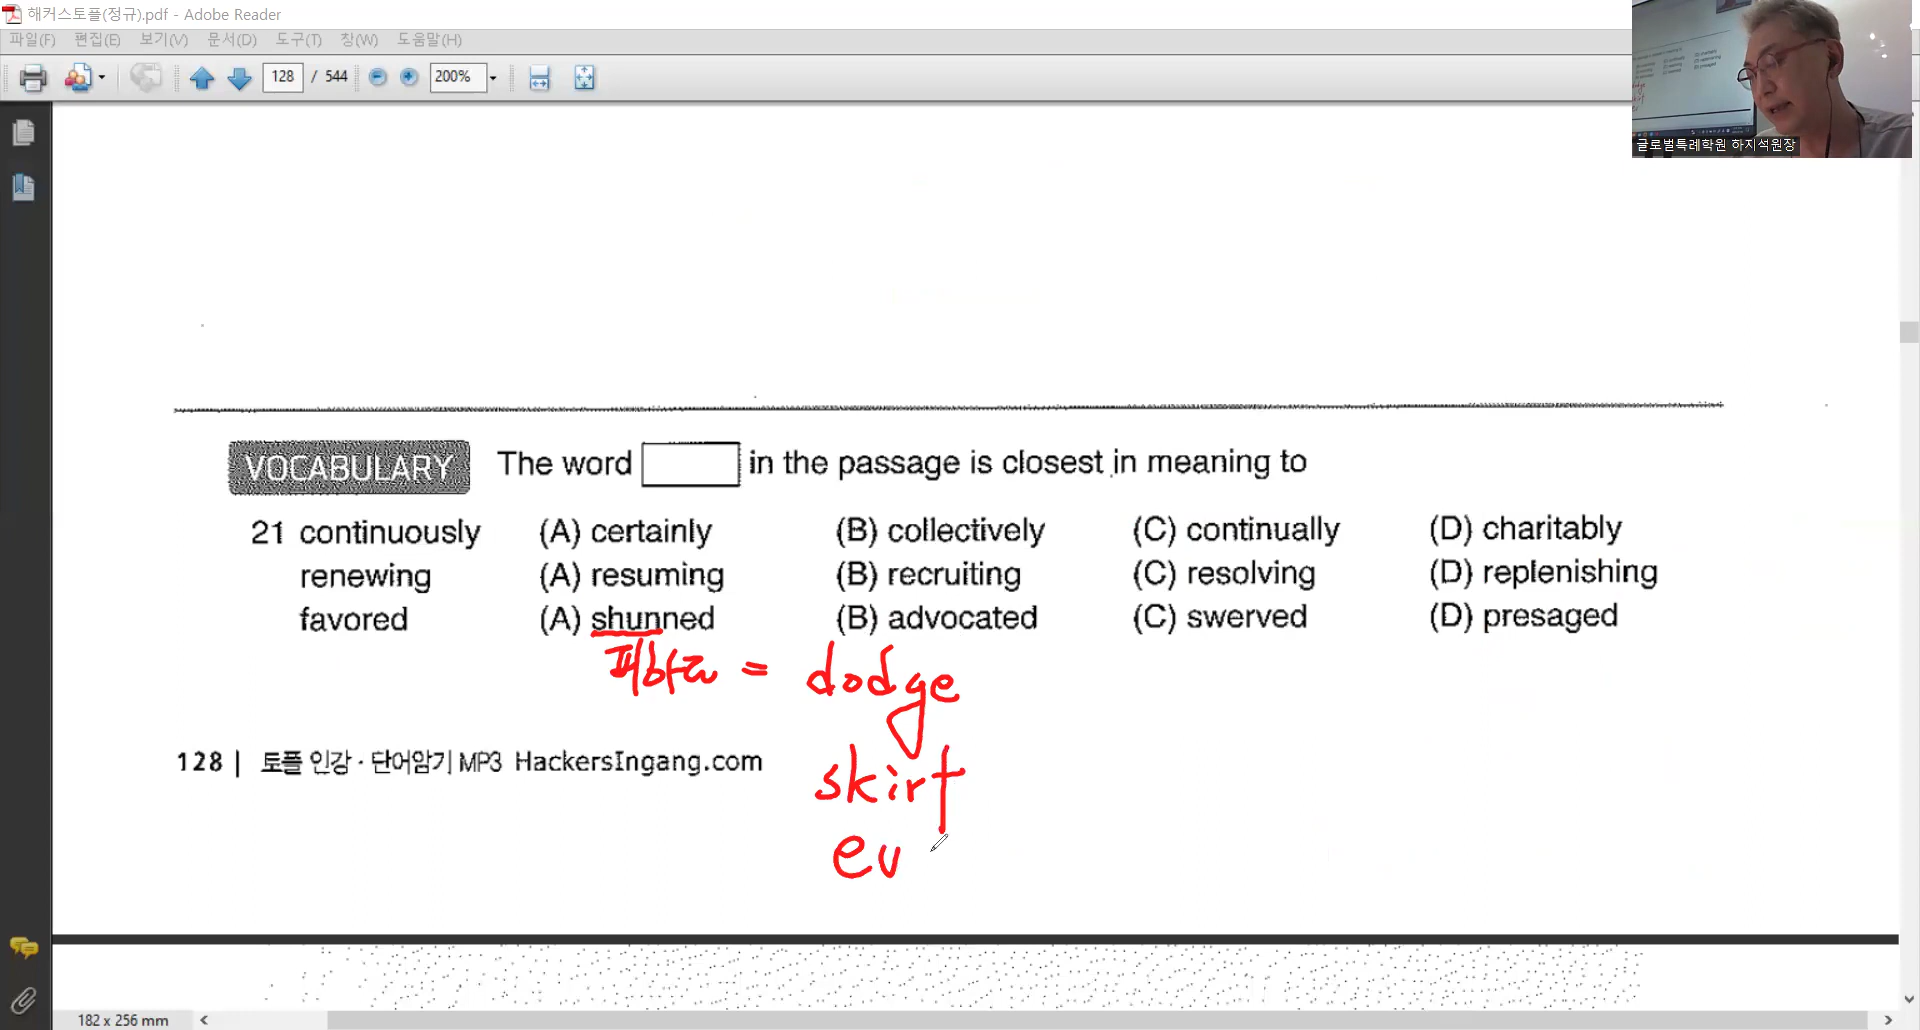 해커스토플(정규).pdf - Adobe Reader
파일(F) 편집(E) 보기(V) 문서(D) 도구(T) 창(W) 도움말(H)
128 / 544 200%
글로벌특례학원 하지석원장
VOCABULARY The word in the passage is closest in meaning to
21 continuously (A) certainly (B) collectively (C) continually (D) charitably
renewing (A) resuming (B) recruiting (C) resolving (D) replenishing
favored (A) shunned (B) advocated (C) swerved (D) presaged
피하다 = dodge
skirt
ev
128 | 토플 인강 · 단어암기 MP3 HackersIngang.com
182 x 256 mm